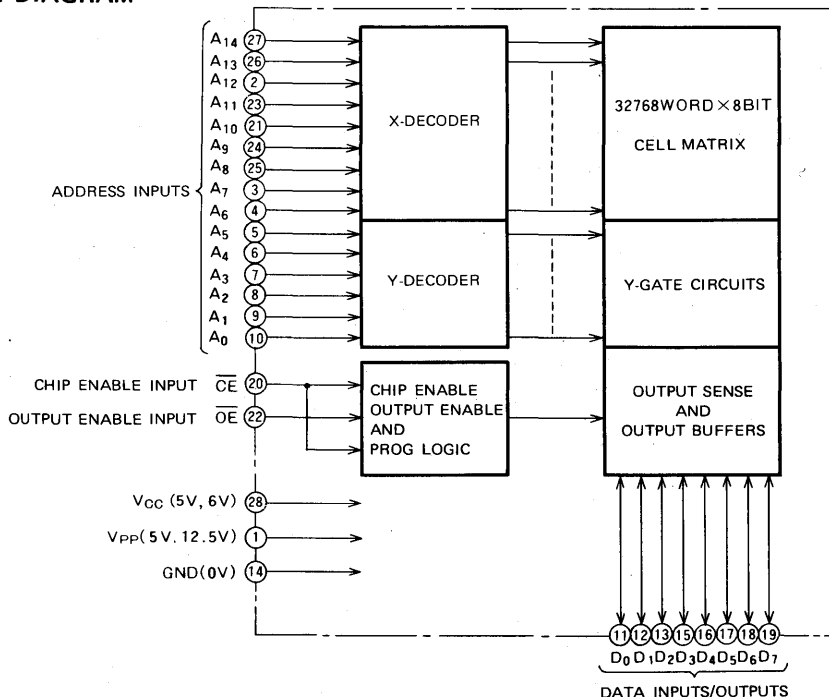 DIAGRAM
A14 27
A13 26
A12 2
A11 23
A10 21
A9 24
A8 25
A7 3
A6 4
A5 5
A4 6
A3 7
A2 8
A1 9
A0 10
ADDRESS INPUTS
X-DECODER
32768WORD×8BIT
CELL MATRIX
Y-DECODER
Y-GATE CIRCUITS
CHIP ENABLE INPUT C̅E̅ 20
OUTPUT ENABLE INPUT O̅E̅ 22
CHIP ENABLE
OUTPUT ENABLE
AND
PROG LOGIC
OUTPUT SENSE
AND
OUTPUT BUFFERS
VCC (5V, 6V) 28
VPP(5V, 12.5V) 1
GND(0V) 14
11 12 13 15 16 17 18 19
D0 D1 D2 D3 D4 D5 D6 D7
DATA INPUTS/OUTPUTS